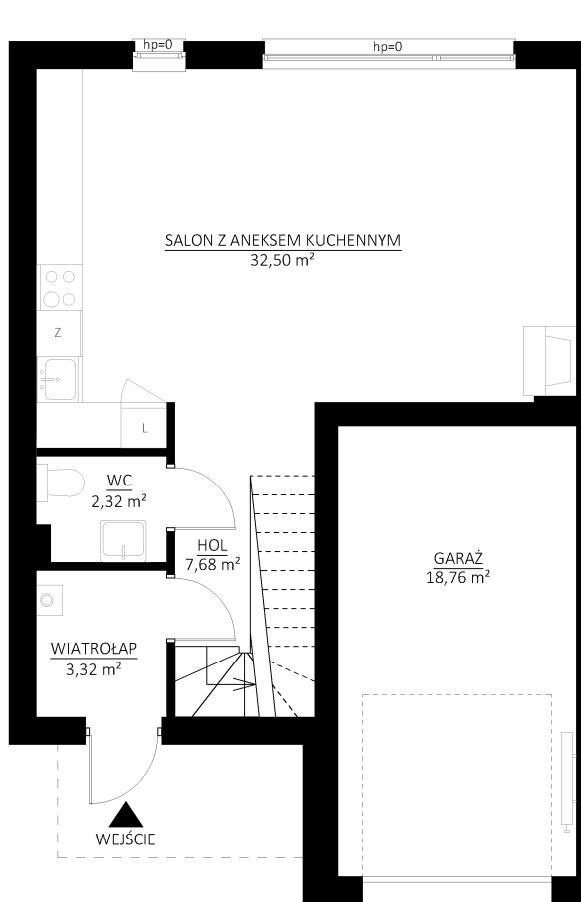 hp=0
hp=0
SALON Z ANEKSEM KUCHENNYM
32,50 m²
Z
L
WC
2,32 m²
HOL
7,68 m²
GARAŻ
18,76 m²
WIATROŁAP
3,32 m²
WEJŚCIE